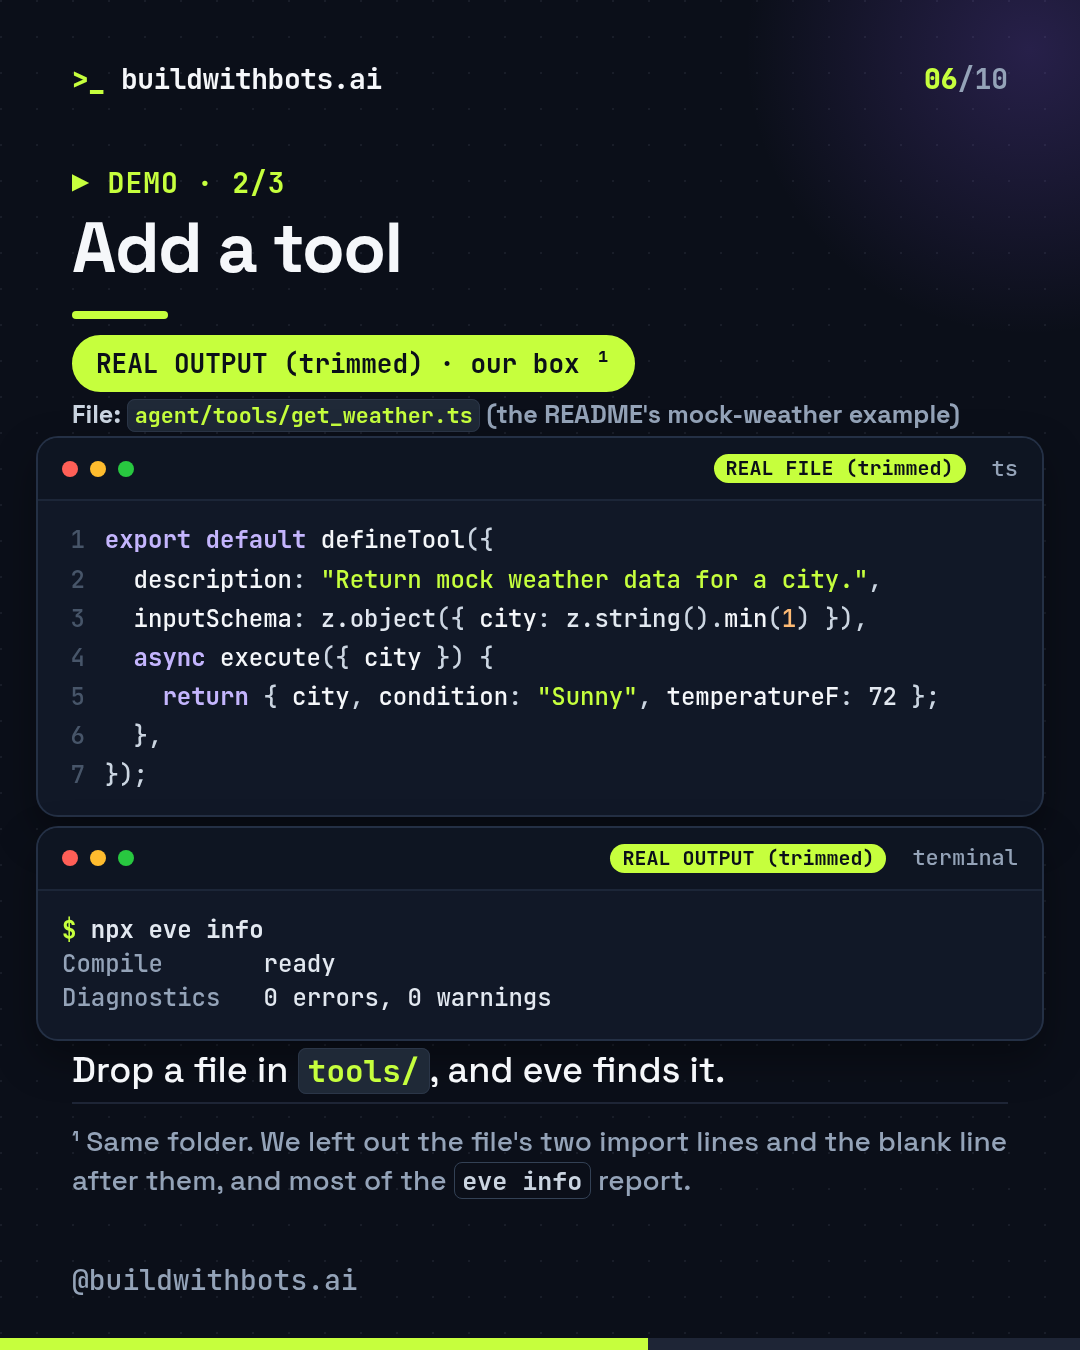 >_ buildwithbots.ai
06/10
▶ DEMO · 2/3
Add a tool
REAL OUTPUT (trimmed) · our box ¹
File: agent/tools/get_weather.ts (the README's mock-weather example)
REAL FILE (trimmed) ts
1 export default defineTool({
2   description: "Return mock weather data for a city.",
3   inputSchema: z.object({ city: z.string().min(1) }),
4   async execute({ city }) {
5     return { city, condition: "Sunny", temperatureF: 72 };
6   },
7 });
REAL OUTPUT (trimmed) terminal
$ npx eve info
Compile       ready
Diagnostics   0 errors, 0 warnings
Drop a file in tools/, and eve finds it.
¹ Same folder. We left out the file's two import lines and the blank line
after them, and most of the eve info report.
@buildwithbots.ai